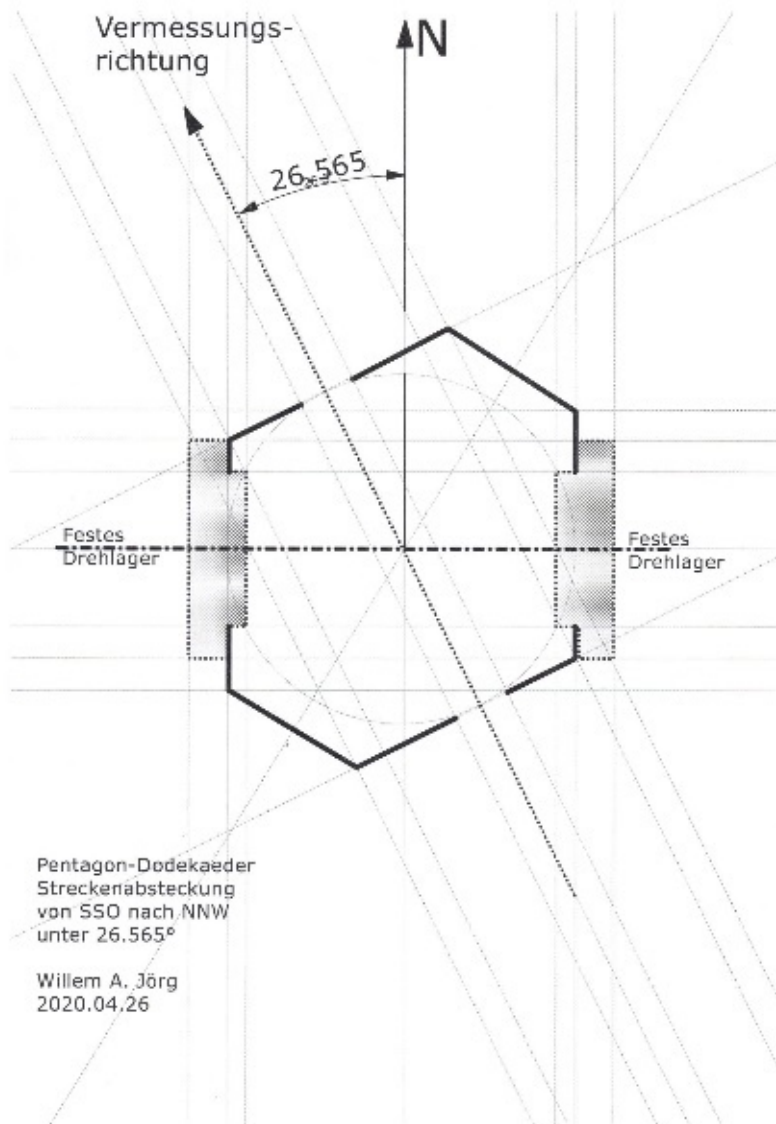 Vermessungs-
richtung
N
26.565
Festes
Drehlager
Festes
Drehlager
Pentagon-Dodekaeder
Streckenabsteckung
von SSO nach NNW
unter 26.565°
Willem A. Jörg
2020.04.26